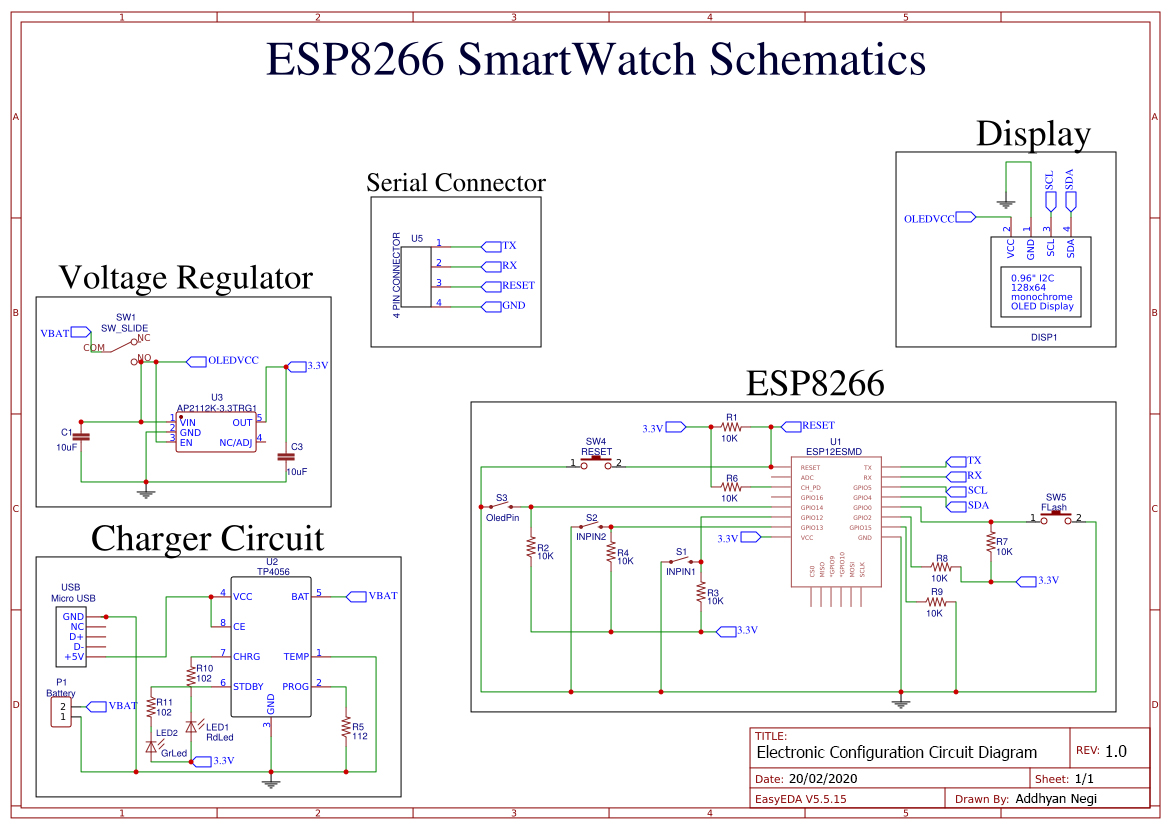 1 2 3 4 5
A A
B B
C C
D D
1 2 3 4 5
ESP8266 SmartWatch Schematics
Display
SCL
SDA
OLEDVCC
2
1
3
4
VCC
GND
SCL
SDA
0.96" I2C
128x64
monochrome
OLED Display
DISP1
Serial Connector
U5
4 PIN CONNECTOR
1 TX
2 RX
3 RESET
4 GND
Voltage Regulator
SW1
SW_SLIDE
VBAT
COM
NC
NO
OLEDVCC
3.3V
U3
AP2112K-3.3TRG1
1 VIN OUT 5
2 GND
3 EN NC/ADJ 4
C1
10uF
C3
10uF
Charger Circuit
U2
TP4056
USB
Micro USB
GND
NC
D+
D-
+5V
4 VCC BAT 5
VBAT
8 CE
7 CHRG TEMP 1
6 STDBY PROG 2
GND
3
P1
Battery
2
1
VBAT
R10
102
R11
102
LED2
GrLed
LED1
RdLed
3.3V
R5
112
ESP8266
3.3V
R1
10K
RESET
SW4
RESET
1 2
R6
10K
U1
ESP12ESMD
RESET TX
ADC RX
CH_PD GPIO5
GPIO16 GPIO4
GPIO14 GPIO0
GPIO12 GPIO2
GPIO13 GPIO15
VCC GND
CS0
MISO
*GPIO9
*GPIO10
MOSI
SCLK
TX
RX
SCL
SDA
S3
OledPin
S2
INPIN2
S1
INPIN1
3.3V
R2
10K
R4
10K
R3
10K
3.3V
SW5
FLash
1 2
R7
10K
R8
10K
3.3V
R9
10K
TITLE:
Electronic Configuration Circuit Diagram
REV: 1.0
Date: 20/02/2020
Sheet: 1/1
EasyEDA V5.5.15
Drawn By: Addhyan Negi